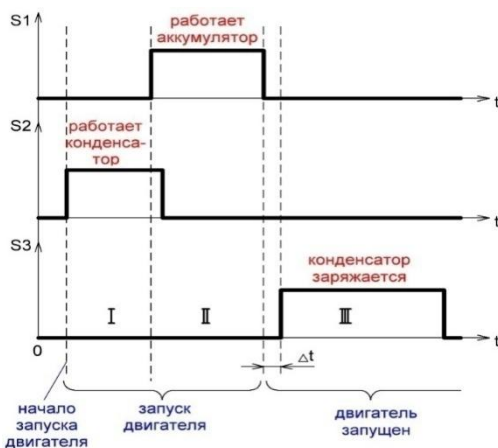 S1
работает
аккумулятор
t
S2
работает
конденса-
тор
t
S3
конденсатор
заряжается
I
II
III
t
0
Δt
начало
запуска
двигателя
запуск
двигателя
двигатель
запущен